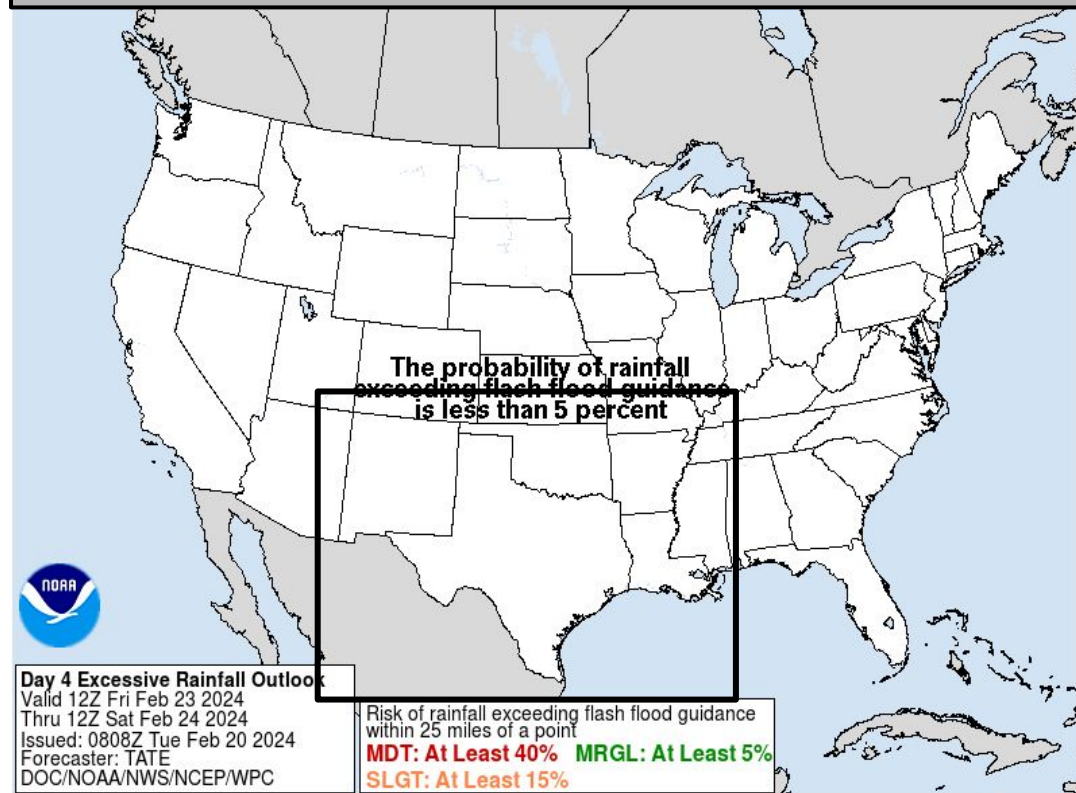 The probability of rainfall
exceeding flash flood guidance
is less than 5 percent
NOAA
Day 4 Excessive Rainfall Outlook
Valid 12Z Fri Feb 23 2024
Thru 12Z Sat Feb 24 2024
Issued: 0808Z Tue Feb 20 2024
Forecaster: TATE
DOC/NOAA/NWS/NCEP/WPC
Risk of rainfall exceeding flash flood guidance
within 25 miles of a point
MDT: At Least 40% MRGL: At Least 5%
SLGT: At Least 15%